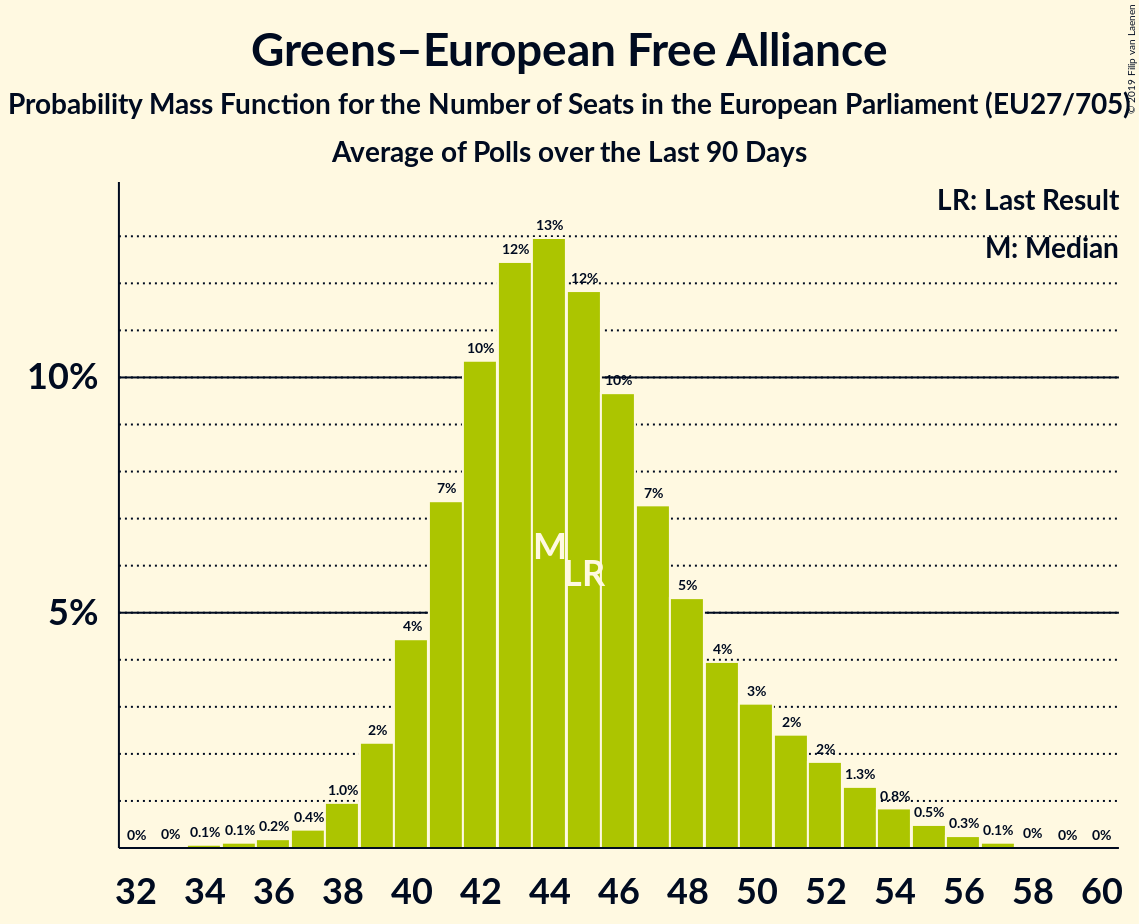 Greens–European Free Alliance
Probability Mass Function for the Number of Seats in the European Parliament (EU27/705)
Average of Polls over the Last 90 Days
© 2019 Filip van Laenen
LR: Last Result
M: Median
13%
12%
12%
10%
10%
10%
7%
7%
M
LR
5%
5%
4%
4%
3%
2%
2%
2%
1.3%
1.0%
0.8%
0.5%
0.4%
0.3%
0.2%
0% 0% 0.1% 0.1% 0.1% 0% 0% 0%
32 34 36 38 40 42 44 46 48 50 52 54 56 58 60